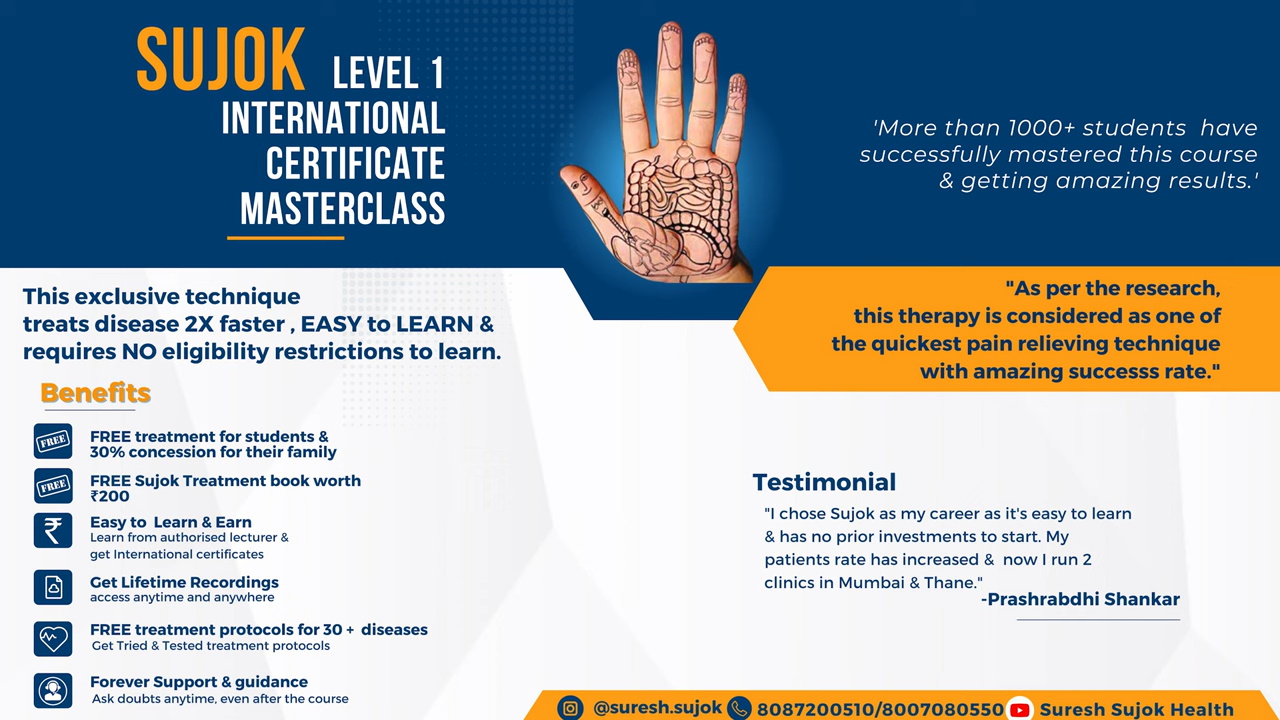 SUJOK LEVEL 1
INTERNATIONAL
CERTIFICATE
MASTERCLASS
'More than 1000+ students have
successfully mastered this course
& getting amazing results.'
This exclusive technique
treats disease 2X faster , EASY to LEARN &
requires NO eligibility restrictions to learn.
"As per the research,
this therapy is considered as one of
the quickest pain relieving technique
with amazing successs rate."
Benefits
FREE
FREE treatment for students &
30% concession for their family
FREE
FREE Sujok Treatment book worth
₹200
₹
Easy to Learn & Earn
Learn from authorised lecturer &
get International certificates
Get Lifetime Recordings
access anytime and anywhere
FREE treatment protocols for 30 + diseases
Get Tried & Tested treatment protocols
Forever Support & guidance
Ask doubts anytime, even after the course
Testimonial
"I chose Sujok as my career as it's easy to learn
& has no prior investments to start. My
patients rate has increased & now I run 2
clinics in Mumbai & Thane."
-Prashrabdhi Shankar
@suresh.sujok 8087200510/8007080550 Suresh Sujok Health